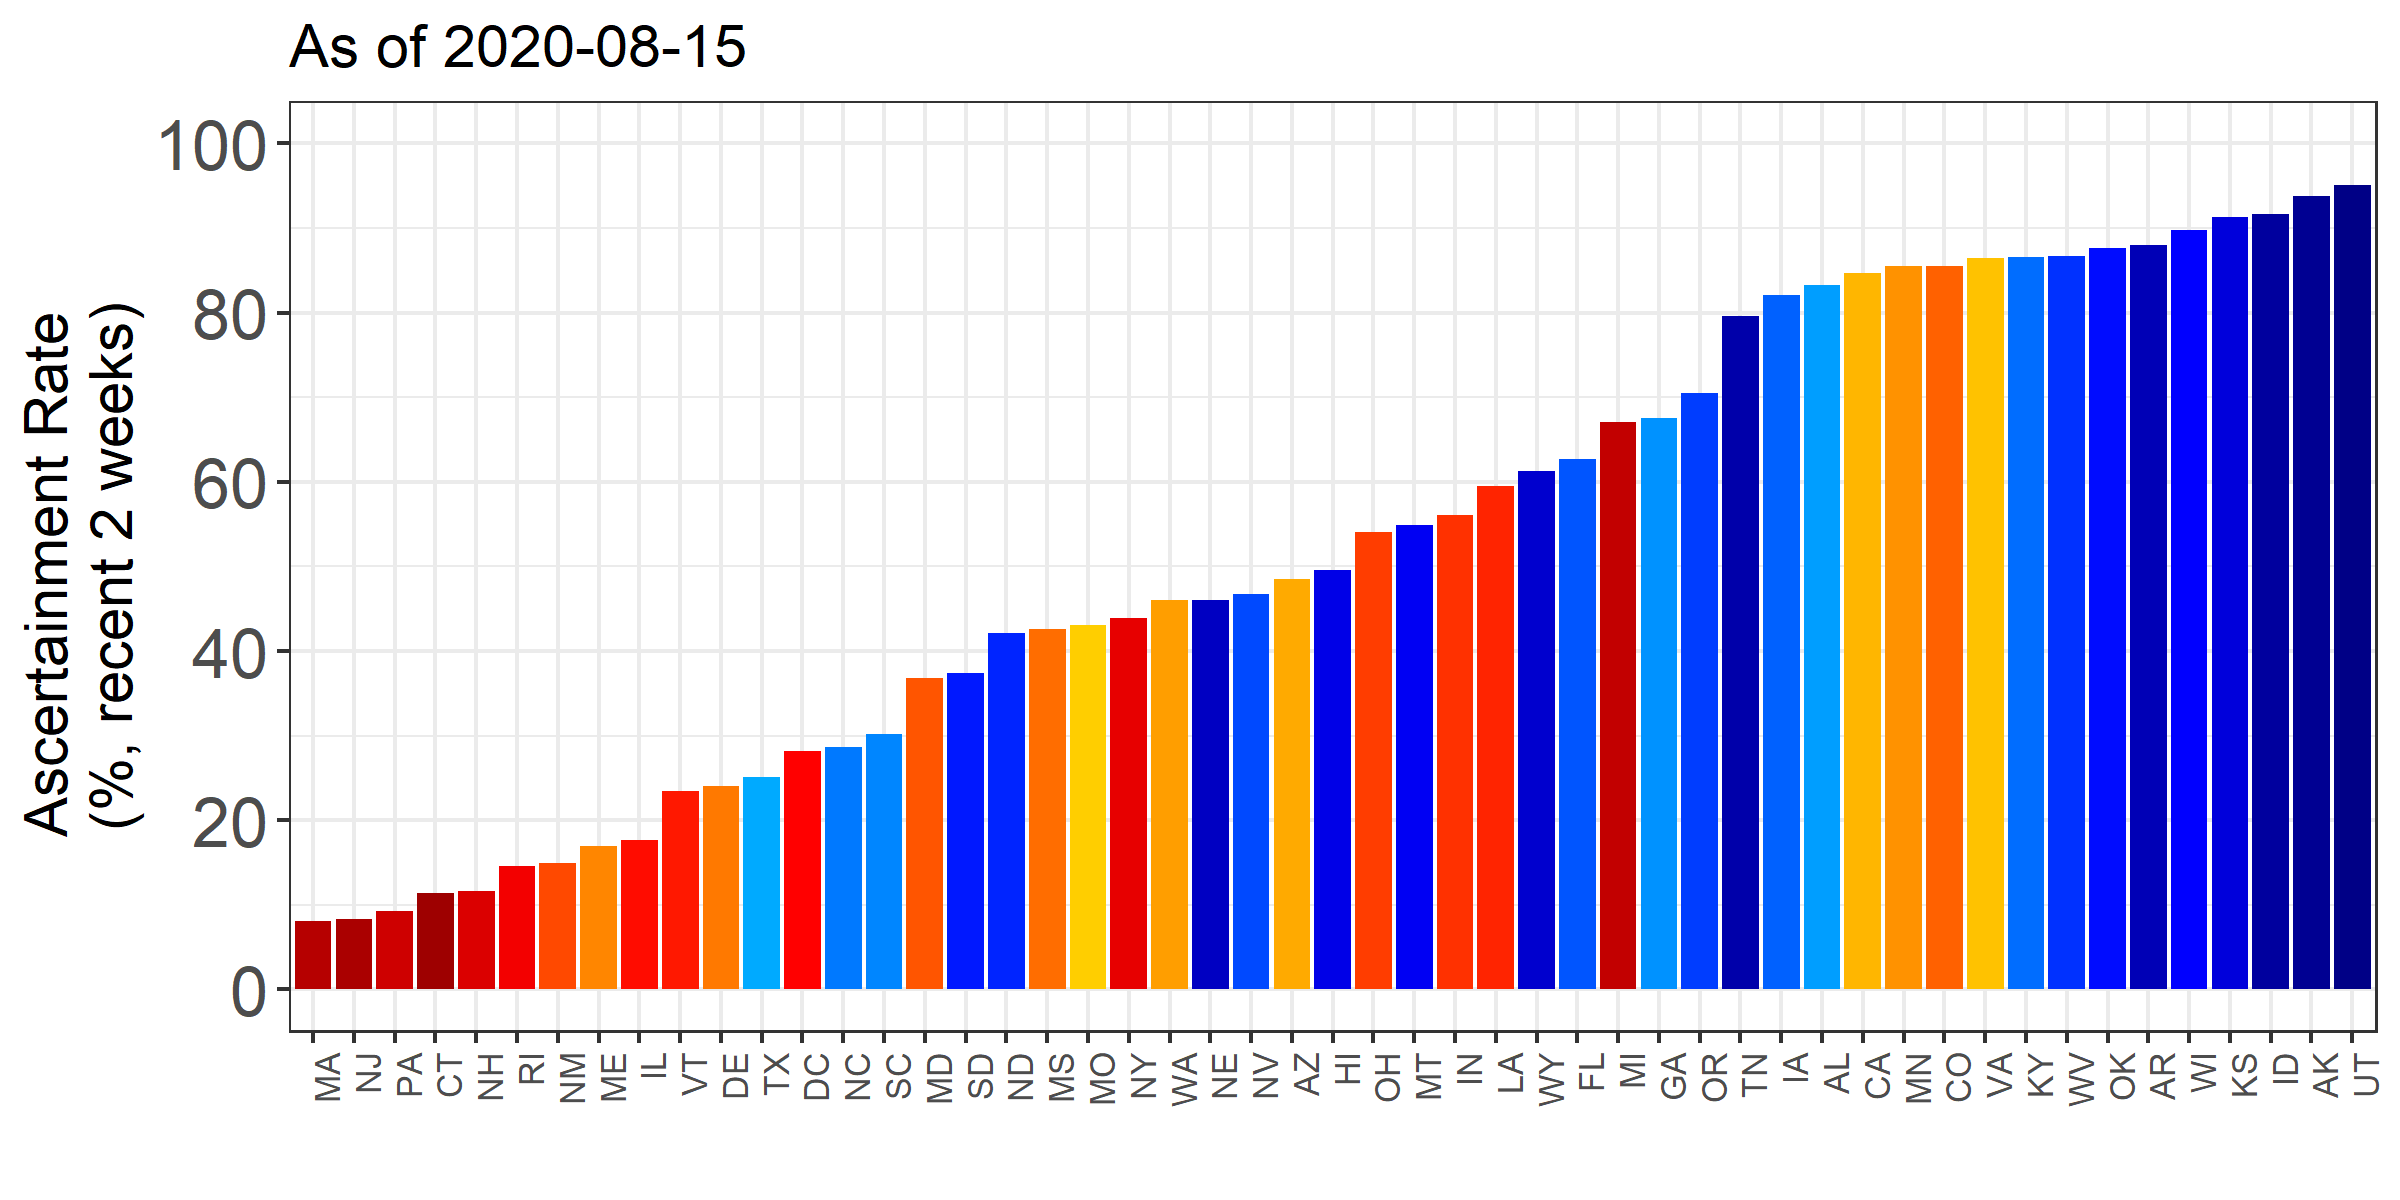 As of 2020-08-15
Ascertainment Rate
(%, recent 2 weeks)
100
80
60
40
20
0
MA NJ PA CT NH RI NM ME IL VT DE TX DC NC SC MD SD ND MS MO NY WA NE NV AZ HI OH MT IN LA WY FL MI GA OR TN IA AL CA MN CO VA KY WV OK AR WI KS ID AK UT